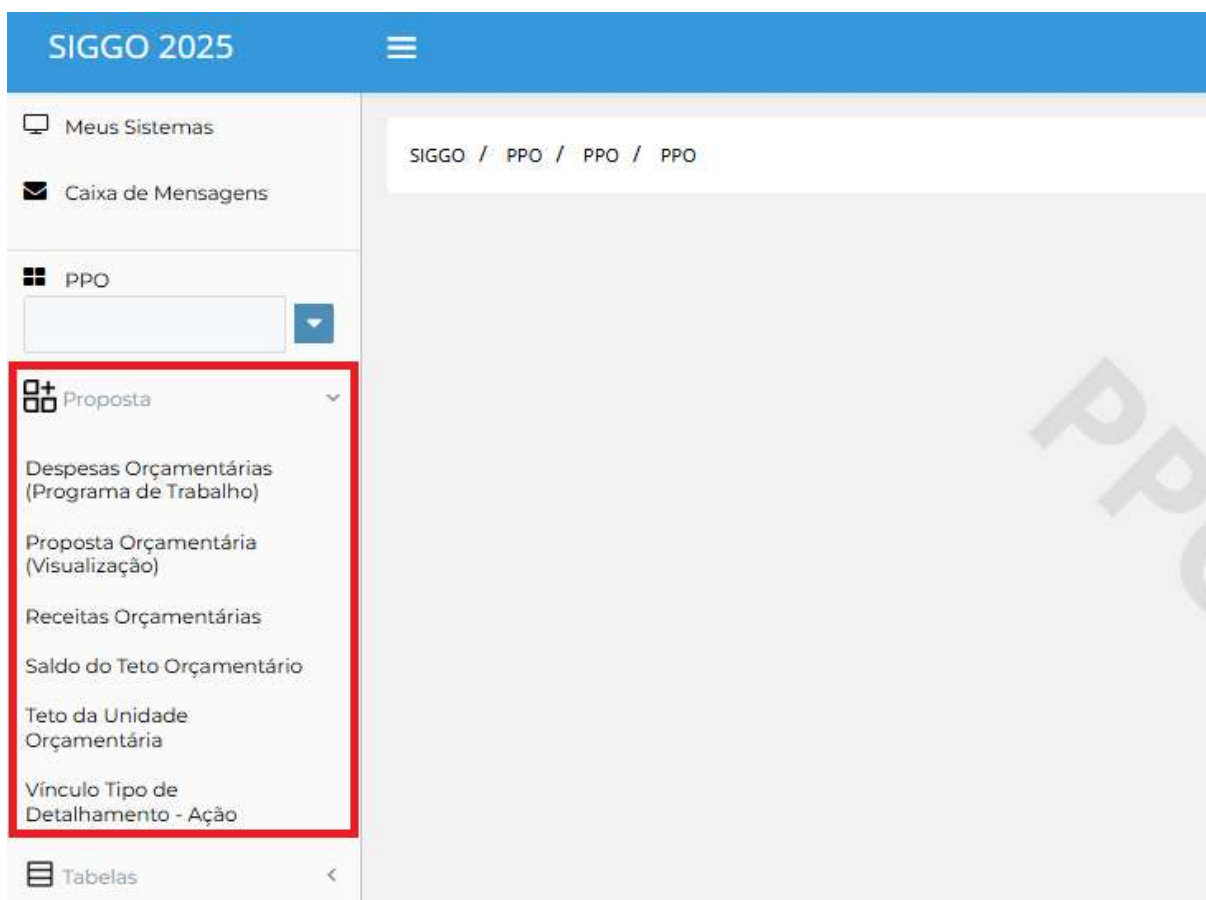 SIGGO 2025
Meus Sistemas
SIGGO / PPO / PPO / PPO
Caixa de Mensagens
PPO
Proposta
Despesas Orçamentárias
(Programa de Trabalho)
Proposta Orçamentária
(Visualização)
Receitas Orçamentárias
Saldo do Teto Orçamentário
Teto da Unidade
Orçamentária
Vínculo Tipo de
Detalhamento - Ação
Tabelas
PPO